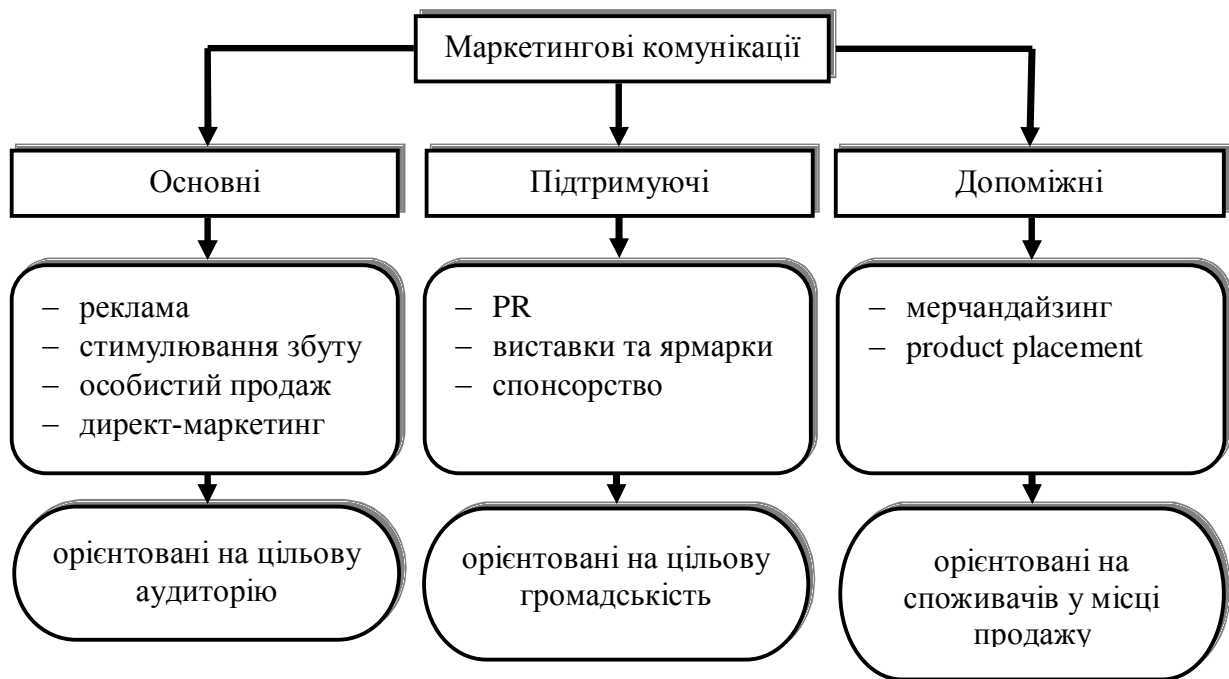 Маркетингові комунікації
Основні
Підтримуючі
Допоміжні
– реклама
– стимулювання збуту
– особистий продаж
– директ-маркетинг
– PR
– виставки та ярмарки
– спонсорство
– мерчандайзинг
– product placement
орієнтовані на цільову
аудиторію
орієнтовані на цільову
громадськість
орієнтовані на
споживачів у місці
продажу